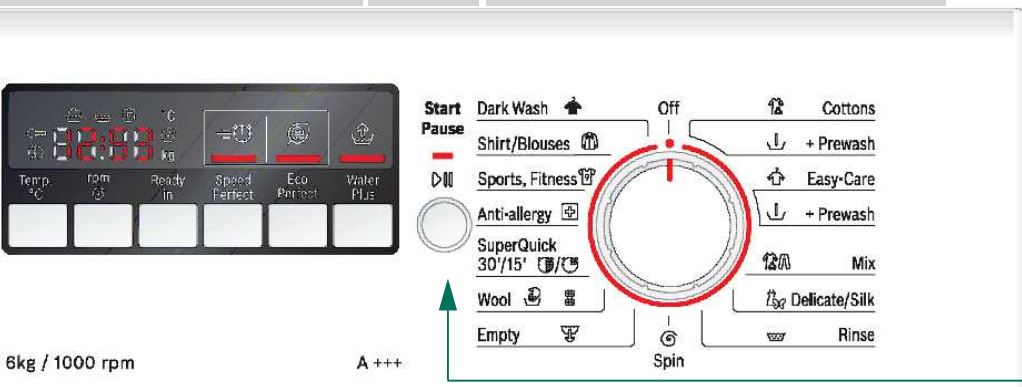 Start
Pause
Dark Wash
Shirt/Blouses
Sports, Fitness
Anti-allergy
SuperQuick
30'/15'
Wool
Empty
Off
Spin
Cottons
+ Prewash
Easy-Care
+ Prewash
Mix
Delicate/Silk
Rinse
°C
kg
Temp.
°C
rpm
Ready
in
Speed
Perfect
Eco
Perfect
Water
Plus
6kg / 1000 rpm
A +++